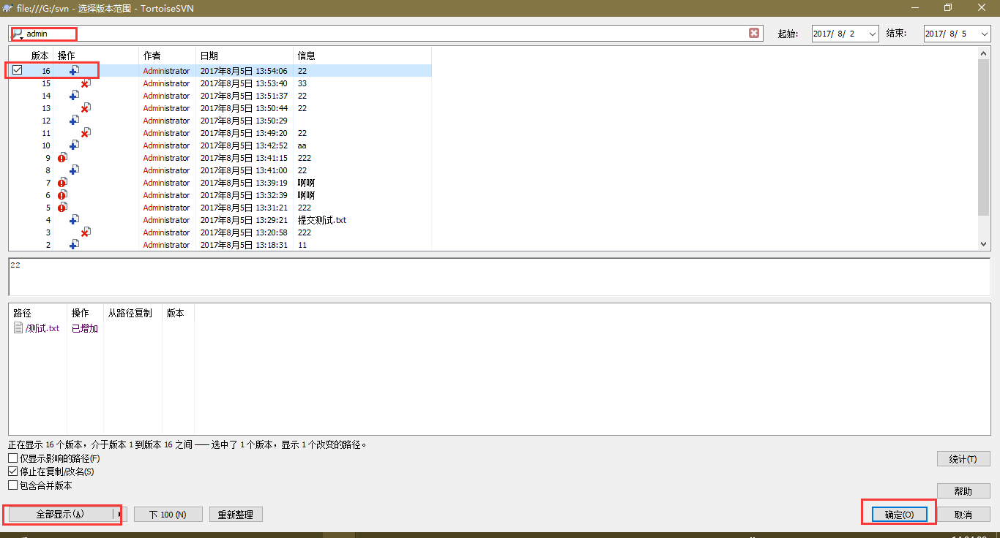 file:///G:/svn - 选择版本范围 - TortoiseSVN
admin 起始: 2017/ 8/ 2 结束: 2017/ 8/ 5
版本 操作 作者 日期 信息
16 Administrator 2017年8月5日 13:54:06 22
15 Administrator 2017年8月5日 13:53:40 33
14 Administrator 2017年8月5日 13:51:37 22
13 Administrator 2017年8月5日 13:50:44 22
12 Administrator 2017年8月5日 13:50:29
11 Administrator 2017年8月5日 13:49:20 22
10 Administrator 2017年8月5日 13:42:52 aa
9 Administrator 2017年8月5日 13:41:15 222
8 Administrator 2017年8月5日 13:41:00 22
7 Administrator 2017年8月5日 13:39:19 啊啊
6 Administrator 2017年8月5日 13:32:39 啊啊
5 Administrator 2017年8月5日 13:31:21 222
4 Administrator 2017年8月5日 13:29:21 提交测试.txt
3 Administrator 2017年8月5日 13:20:58 222
2 Administrator 2017年8月5日 13:18:31 11
22
路径 操作 从路径复制 版本
/测试.txt 已增加
正在显示 16 个版本，介于版本 1 到版本 16 之间 —— 选中了 1 个版本，显示 1 个改变的路径。
仅显示影响的路径(F)
统计(T)
停止在复制/改名(S)
包含合并版本
帮助
全部显示(A) 下 100 (N) 重新整理 确定(O) 取消